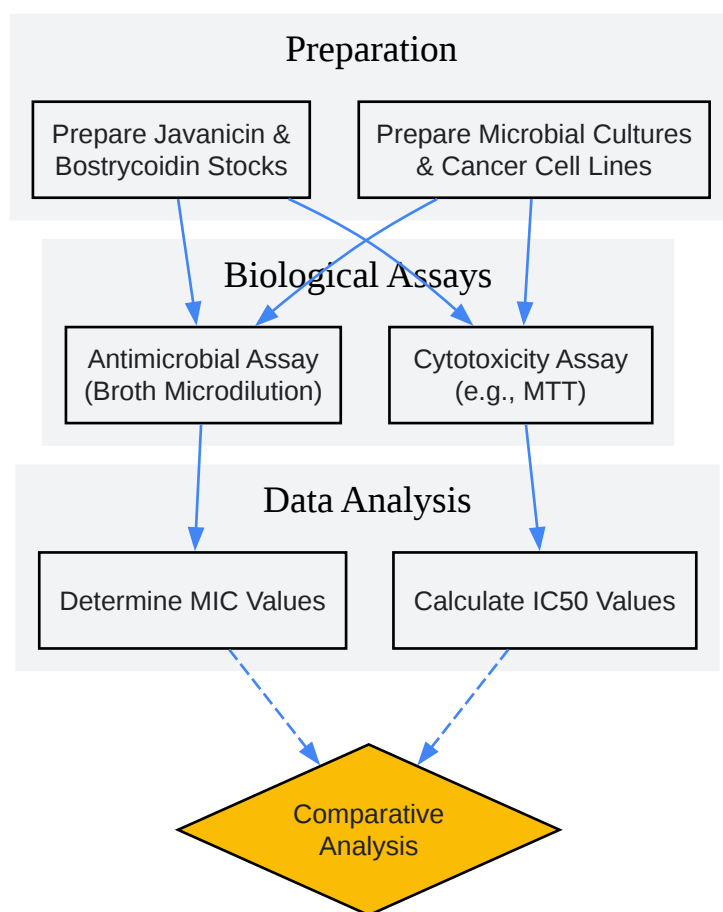 Preparation
Prepare Javanicin &
Bostrycoidin Stocks
Prepare Microbial Cultures
& Cancer Cell Lines
Biological Assays
Antimicrobial Assay
(Broth Microdilution)
Cytotoxicity Assay
(e.g., MTT)
Data Analysis
Determine MIC Values
Calculate IC50 Values
Comparative
Analysis